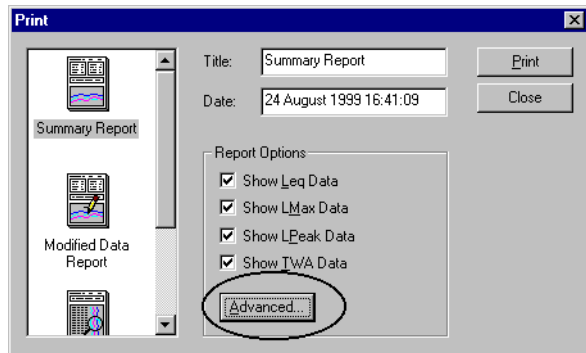 Print
Summary Report
Modified Data
Report
Title: Summary Report
Date: 24 August 1999 16:41:09
Report Options
Show Leq Data
Show LMax Data
Show LPeak Data
Show TWA Data
Advanced...
Print
Close